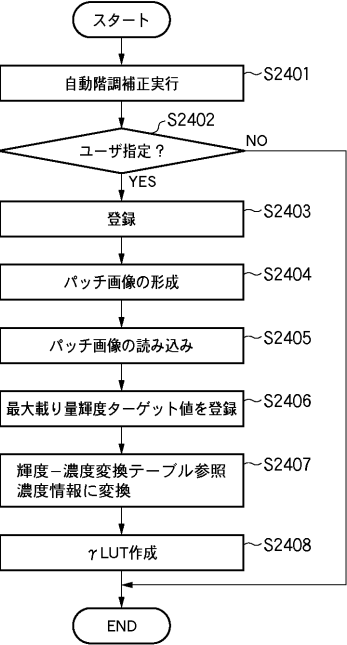 スタート
自動階調補正実行
S2401
ユーザ指定？
S2402
NO
YES
登録
S2403
パッチ画像の形成
S2404
パッチ画像の読み込み
S2405
最大載り量輝度ターゲット値を登録
S2406
輝度−濃度変換テーブル参照
濃度情報に変換
S2407
γLUT作成
S2408
END